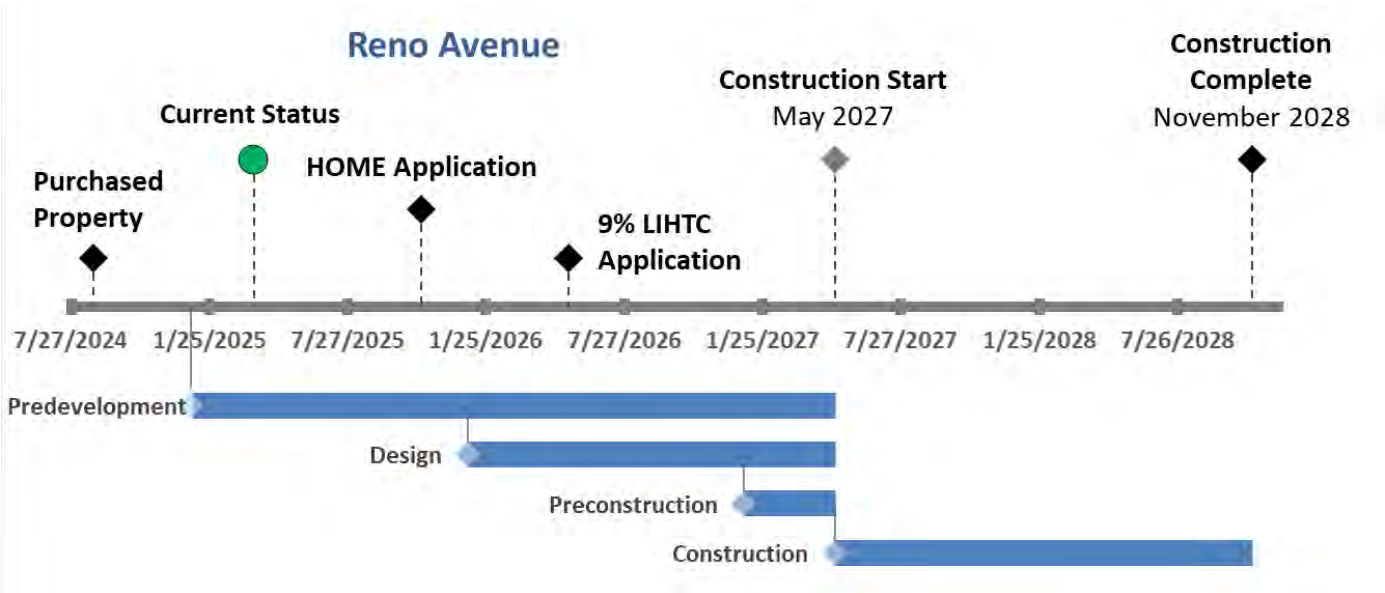 Reno Avenue
Construction
Complete
November 2028
Construction Start
May 2027
Current Status
HOME Application
Purchased
Property
9% LIHTC
Application
7/27/2024 1/25/2025 7/27/2025 1/25/2026 7/27/2026 1/25/2027 7/27/2027 1/25/2028 7/26/2028
Predevelopment
Design
Preconstruction
Construction